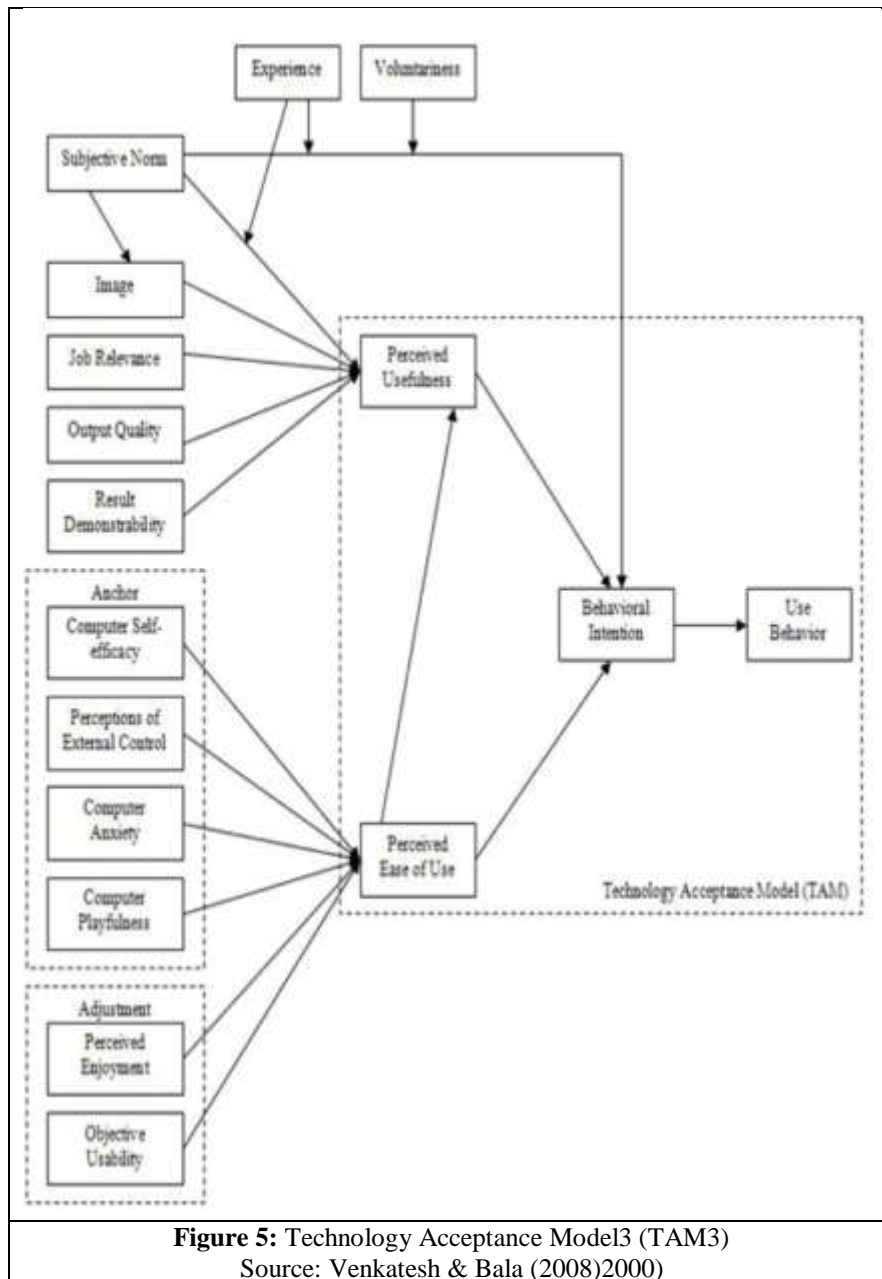 Experience
Voluntariness
Subjective Norm
Image
Job Relevance
Output Quality
Result
Demonstrability
Perceived
Usefulness
Anchor
Computer Self-
efficacy
Perceptions of
External Control
Computer
Anxiety
Computer
Playfulness
Behavioral
Intention
Use
Behavior
Perceived
Ease of Use
Technology Acceptance Model (TAM)
Adjustment
Perceived
Enjoyment
Objective
Usability
Figure 5: Technology Acceptance Model3 (TAM3)
Source: Venkatesh & Bala (2008)2000)